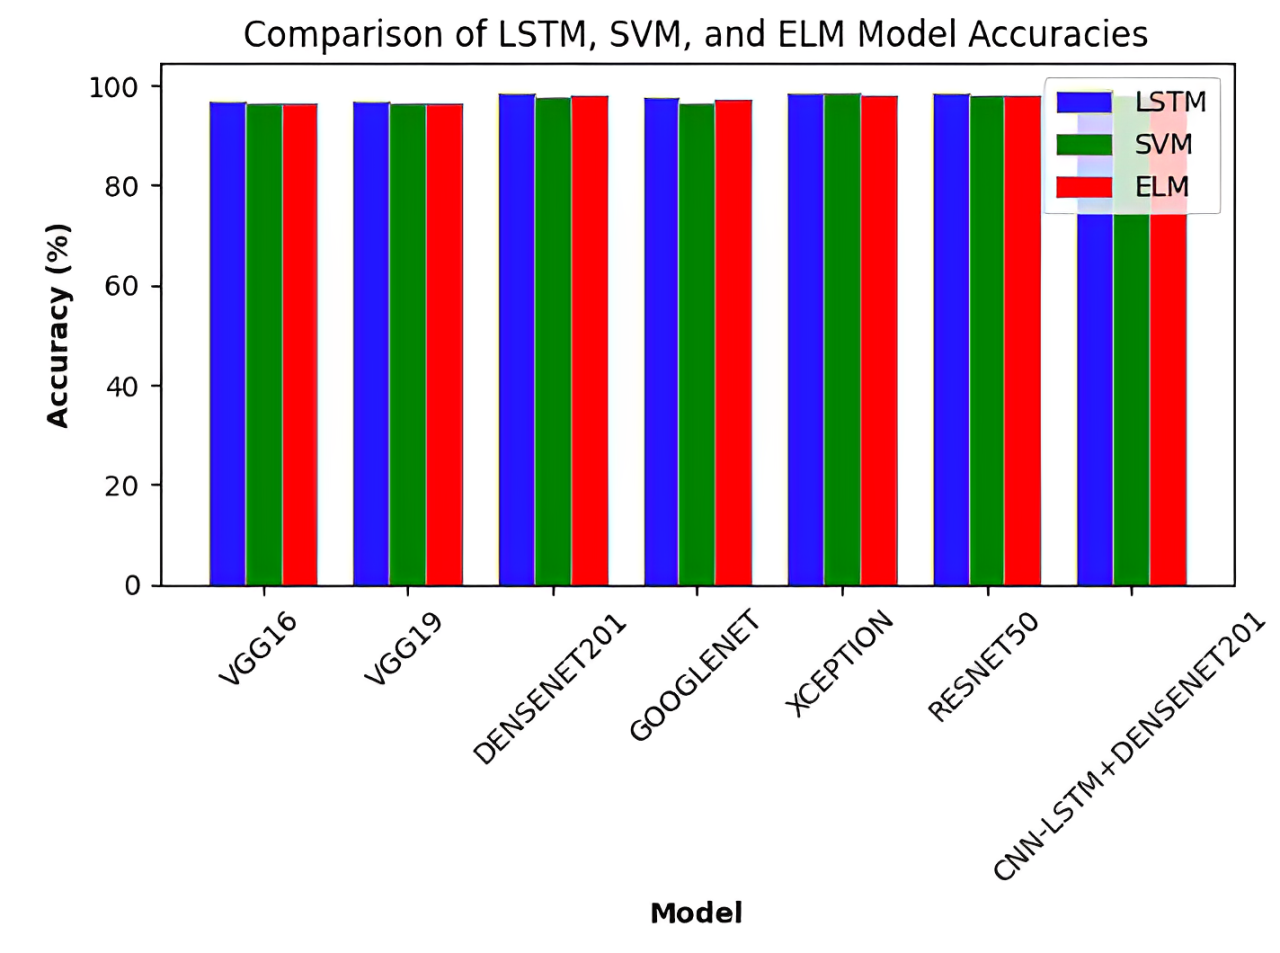 Comparison of LSTM, SVM, and ELM Model Accuracies
Accuracy (%)
100
80
60
40
20
0
LSTM
SVM
ELM
VGG16
VGG19
DENSENET201
GOOGLENET
XCEPTION
RESNET50
CNN-LSTM+DENSENET201
Model